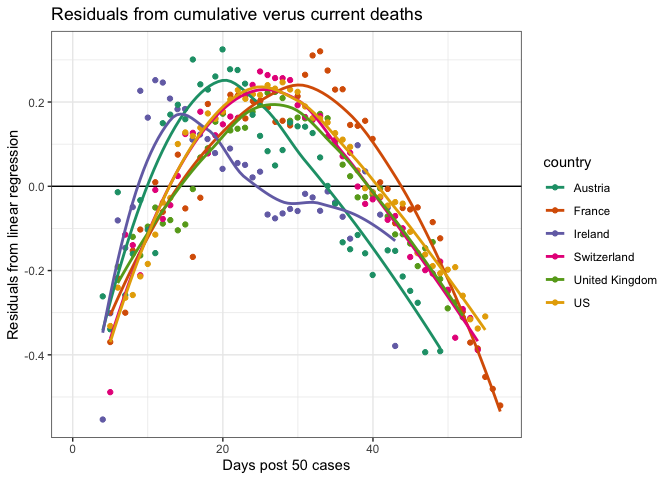 Residuals from cumulative verus current deaths
Residuals from linear regression
0.2
0.0
-0.2
-0.4
0
20
40
Days post 50 cases
country
Austria
France
Ireland
Switzerland
United Kingdom
US